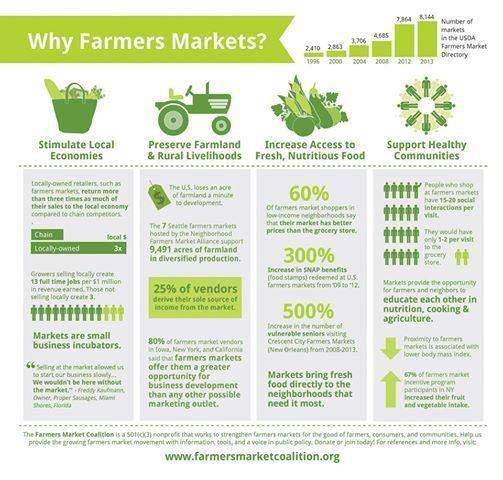 Why Farmers Markets?
2,410
2,863
3,706
4,685
7,864
8,144
1996
2000
2004
2008
2012
2013
Number of
markets
in the USDA
Farmers Market
Directory
Stimulate Local
Economies
Preserve Farmland
& Rural Livelihoods
Increase Access to
Fresh, Nutritious Food
Support Healthy
Communities
Locally-owned retailers, such as
farmers markets, return more
than three times as much of
their sales to the local economy
compared to chain competitors.
Chain
local $
Locally-owned
3x
Growers selling locally create
13 full time jobs per $1 million
in revenue earned. Those not
selling locally create 3.
Markets are small
business incubators.
“ Selling at the market allowed us
to start our business slowly...
We wouldn't be here without
the market." - Freddy Kaufmann,
Owner, Proper Sausages, Miami
Shores, Florida
$
The U.S. loses an acre
of farmland a minute
to development.
The 7 Seattle farmers markets
hosted by the Neighborhood
Farmers Market Alliance support
9,491 acres of farmland
in diversified production.
25% of vendors
derive their sole source of
income from the market.
80% of farmers market vendors
in Iowa, New York, and California
said that farmers markets
offer them a greater
opportunity for
business development
than any other possible
marketing outlet.
60%
Of farmers market shoppers in
low-income neighborhoods say
that their market has better
prices than the grocery store.
300%
Increase in SNAP benefits
(food stamps) redeemed at U.S.
farmers markets from '09 to '12.
500%
Increase in the number of
vulnerable seniors visiting
Crescent City Farmers Markets
(New Orleans) from 2008-2013.
Markets bring fresh
food directly to the
neighborhoods that
need it most.
People who shop
at farmers markets
have 15-20 social
interactions per
visit.
They would have
only 1-2 per visit
to the
grocery
store.
Markets provide the opportunity
for farmers and neighbors to
educate each other in
nutrition, cooking &
agriculture.
Proximity to farmers
markets is associated with
lower body mass index.
67% of farmers market
incentive program
participants in NY
increased their fruit
and vegetable intake.
The Farmers Market Coalition is a 501(c)(3) nonprofit that works to strengthen farmers markets for the good of farmers, consumers, and communities. Help us
provide the growing farmers market movement with information, tools, and a voice in public policy. Donate or join today! For references and more info, visit:
www.farmersmarketcoalition.org